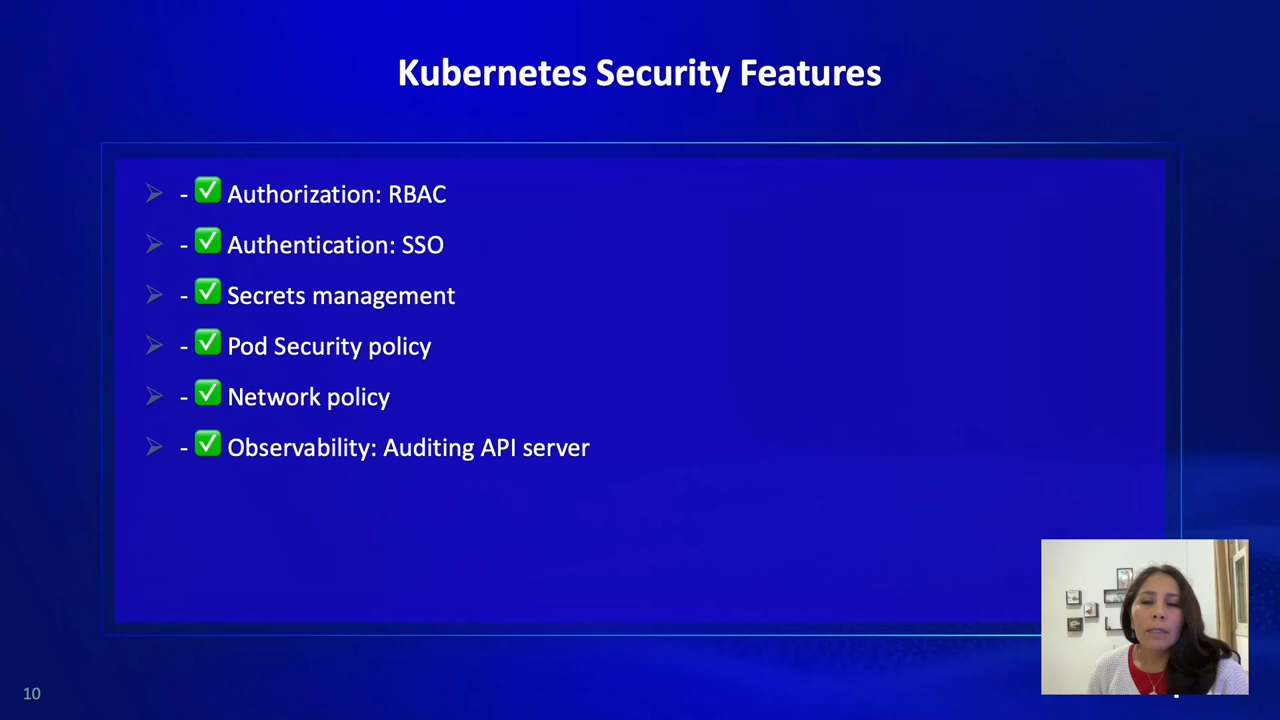 Kubernetes Security Features
➢ - ✅ Authorization: RBAC
➢ - ✅ Authentication: SSO
➢ - ✅ Secrets management
➢ - ✅ Pod Security policy
➢ - ✅ Network policy
➢ - ✅ Observability: Auditing API server
10